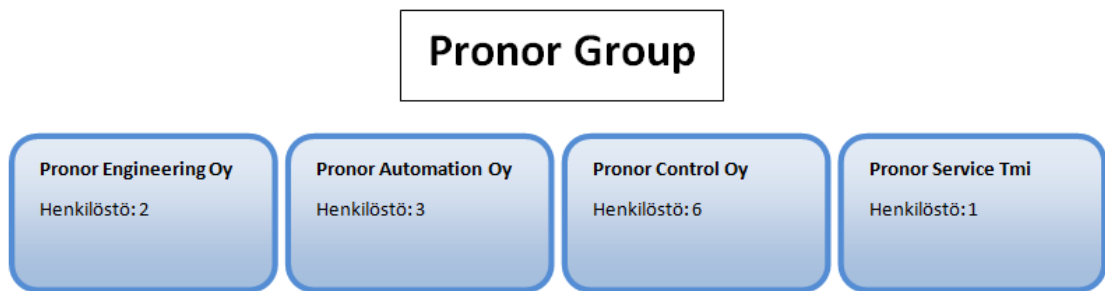 Pronor Group
Pronor Engineering Oy
Henkilöstö: 2
Pronor Automation Oy
Henkilöstö: 3
Pronor Control Oy
Henkilöstö: 6
Pronor Service Tmi
Henkilöstö: 1